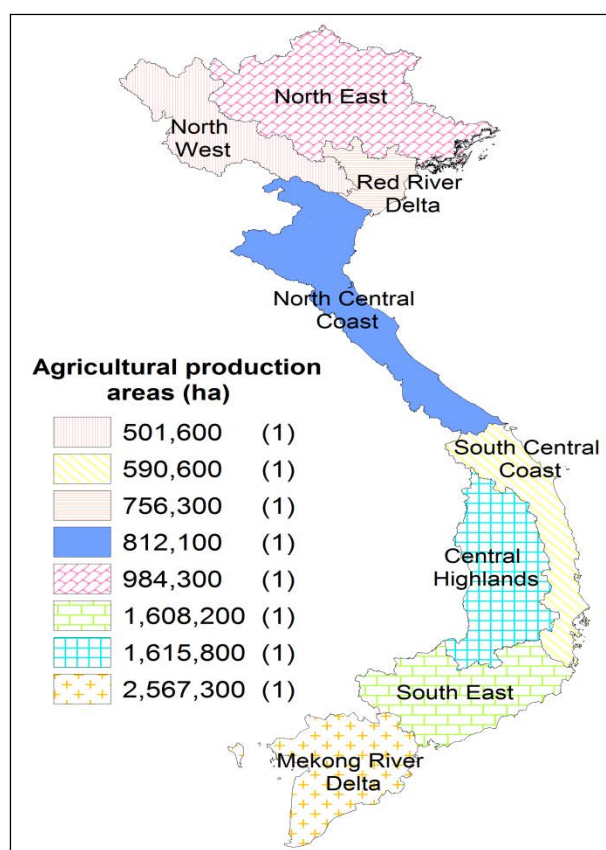 North East
North
West
Red River
Delta
North Central
Coast
Agricultural production
areas (ha)
501,600 (1)
590,600 (1)
756,300 (1)
812,100 (1)
984,300 (1)
1,608,200 (1)
1,615,800 (1)
2,567,300 (1)
South Central
Coast
Central
Highlands
South East
Mekong River
Delta